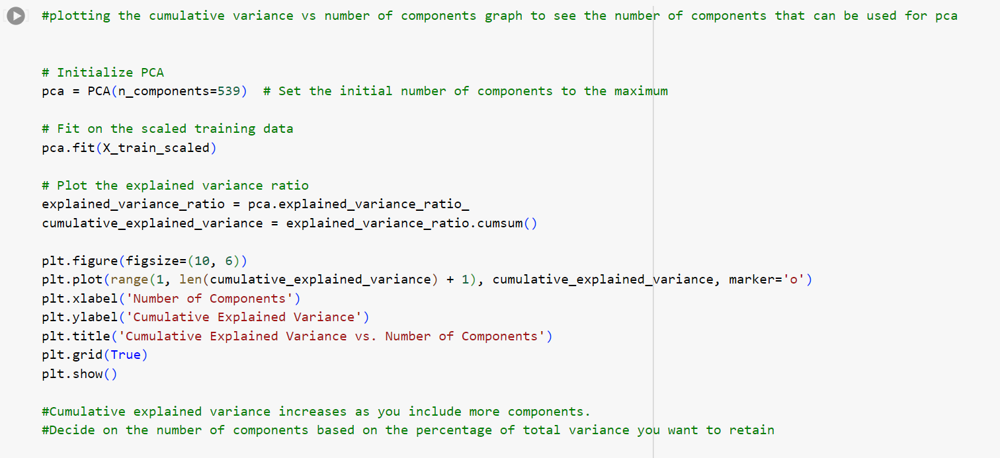 #plotting the cumulative variance vs number of components graph to see the number of components that can be used for pca
# Initialize PCA
pca = PCA(n_components=539)  # Set the initial number of components to the maximum
# Fit on the scaled training data
pca.fit(X_train_scaled)
# Plot the explained variance ratio
explained_variance_ratio = pca.explained_variance_ratio_
cumulative_explained_variance = explained_variance_ratio.cumsum()
plt.figure(figsize=(10, 6))
plt.plot(range(1, len(cumulative_explained_variance) + 1), cumulative_explained_variance, marker='o')
plt.xlabel('Number of Components')
plt.ylabel('Cumulative Explained Variance')
plt.title('Cumulative Explained Variance vs. Number of Components')
plt.grid(True)
plt.show()
#Cumulative explained variance increases as you include more components.
#Decide on the number of components based on the percentage of total variance you want to retain